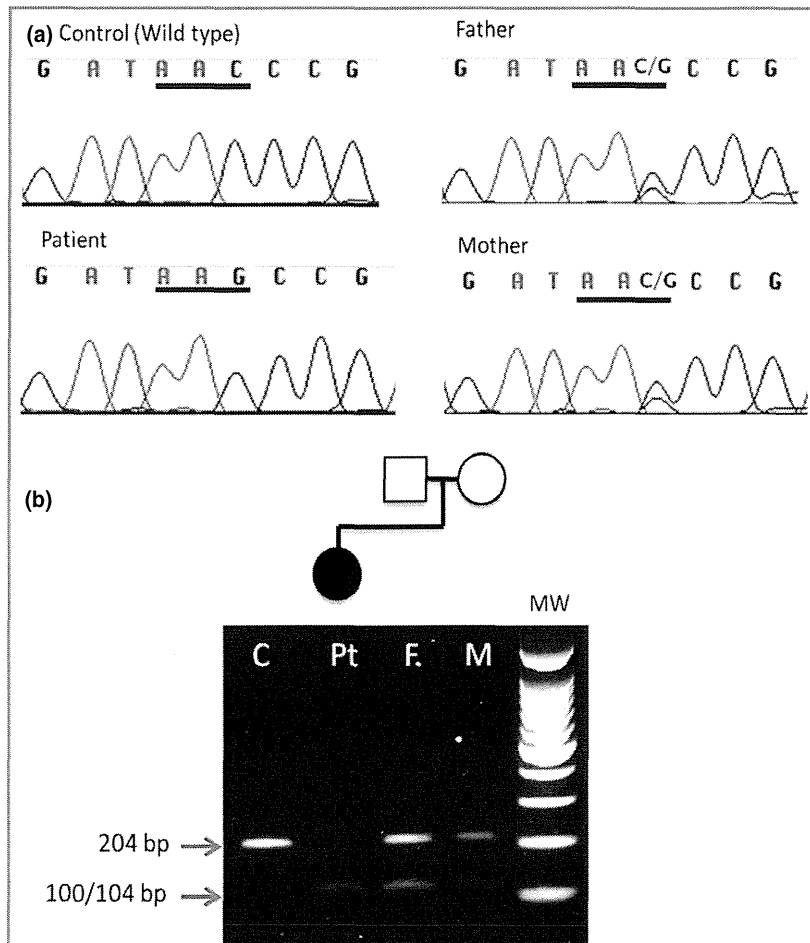 (a) Control (Wild type)
G A T A A C C C G
Father
G A T A A C/G C C G
Patient
G A T A A G C C G
Mother
G A T A A C/G C C G
(b)
MW
C Pt F. M
204 bp
100/104 bp